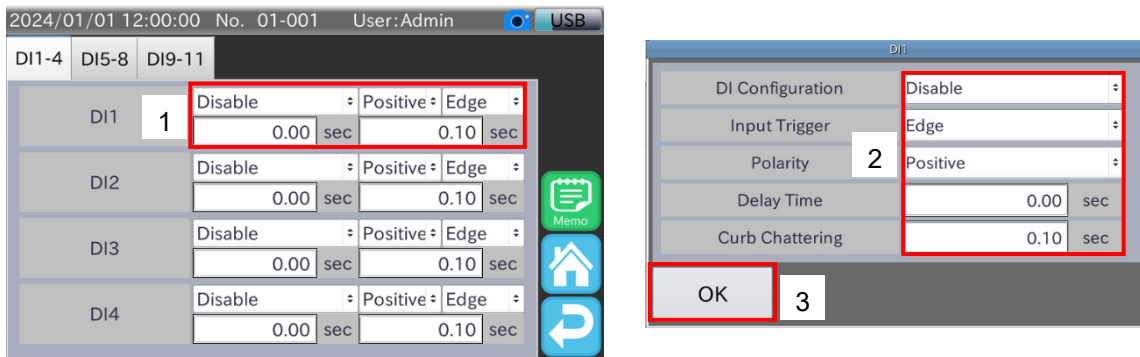 2024/01/01 12:00:00 No. 01-001 User:Admin USB
DI1-4 DI5-8 DI9-11
DI1 1 Disable Positive Edge
0.00 sec 0.10 sec
DI2 Disable Positive Edge
0.00 sec 0.10 sec
Memo
DI3 Disable Positive Edge
0.00 sec 0.10 sec
DI4 Disable Positive Edge
0.00 sec 0.10 sec
DI1
DI Configuration Disable
Input Trigger Edge
Polarity 2 Positive
Delay Time 0.00 sec
Curb Chattering 0.10 sec
OK 3